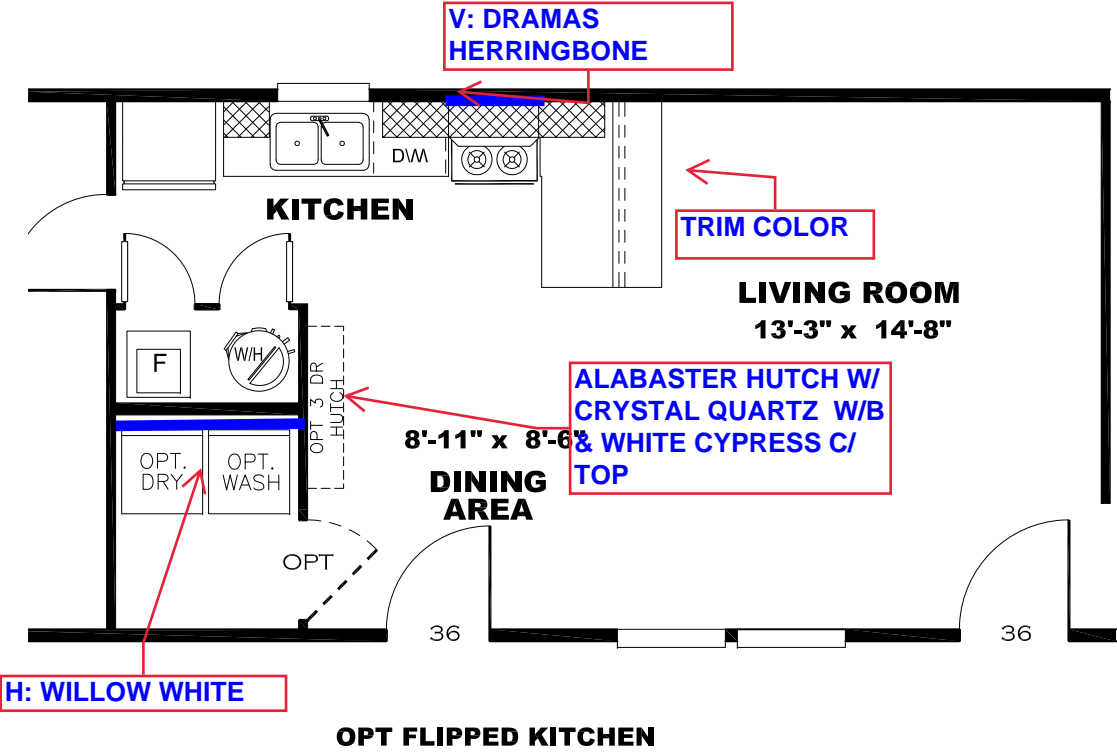 V: DRAMAS
HERRINGBONE
D\M
KITCHEN
TRIM COLOR
LIVING ROOM
13'-3" x 14'-8"
F
W/H
OPT 3 DR
HUTCH
ALABASTER HUTCH W/
CRYSTAL QUARTZ W/B
& WHITE CYPRESS C/
TOP
8'-11" x 8'-6"
DINING
AREA
OPT.
DRY
OPT.
WASH
OPT
36
36
H: WILLOW WHITE
OPT FLIPPED KITCHEN